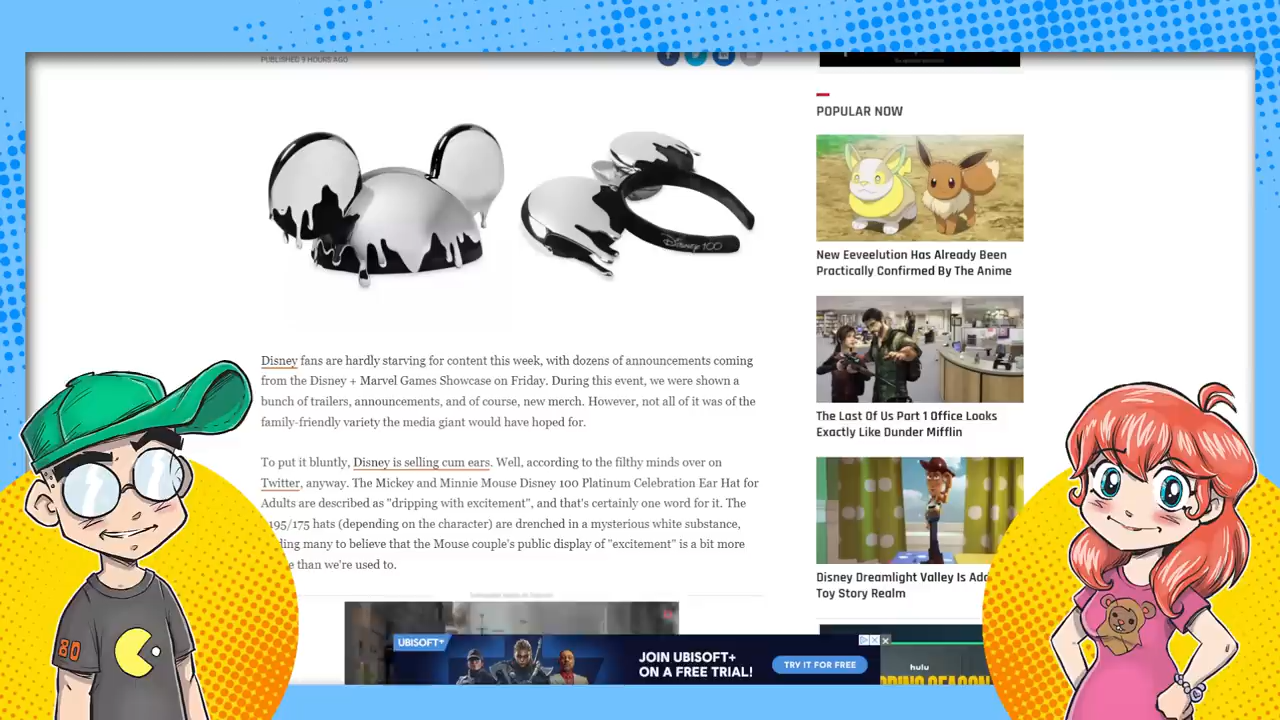 PUBLISHED 9 HOURS AGO
Disney 100
Disney fans are hardly starving for content this week, with dozens of announcements coming
from the Disney + Marvel Games Showcase on Friday. During this event, we were shown a
bunch of trailers, announcements, and of course, new merch. However, not all of it was of the
family-friendly variety the media giant would have hoped for.
To put it bluntly, Disney is selling cum ears. Well, according to the filthy minds over on
Twitter, anyway. The Mickey and Minnie Mouse Disney 100 Platinum Celebration Ear Hat for
Adults are described as "dripping with excitement", and that's certainly one word for it. The
195/175 hats (depending on the character) are drenched in a mysterious white substance,
many to believe that the Mouse couple's public display of "excitement" is a bit more
than we're used to.
UBISOFT+
JOIN UBISOFT+
ON A FREE TRIAL!
TRY IT FOR FREE
POPULAR NOW
New Eeveelution Has Already Been
Practically Confirmed By The Anime
The Last Of Us Part 1 Office Looks
Exactly Like Dunder Mifflin
Disney Dreamlight Valley Is
Toy Story Realm
hulu
80